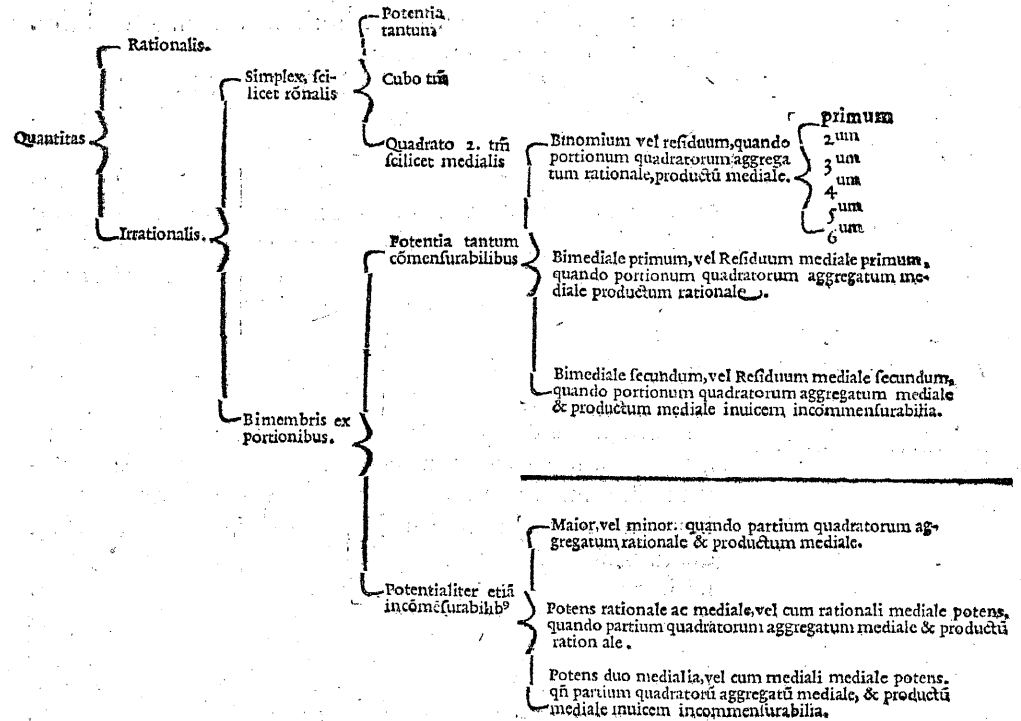 Quantitas
Rationalis.
Irrationalis.
Simplex, ſci-
licet rõnalis
Potentia
tantum
Cubo tm̃
Quadrato 2. tm̃
ſcilicet medialis
Bimembris ex
portionibus.
Potentia tantum
cõmenſurabilibus
Binomium vel reſiduum, quando
portionum quadratorum aggrega
tum rationale, productũ mediale.
primum
2um
3um
4um
5um
6um
Bimediale primum, vel Reſiduum mediale primum,
quando portionum quadratorum aggregatum me-
diale productum rationale.
Bimediale ſecundum, vel Reſiduum mediale ſecundum,
quando portionum quadratorum aggregatum mediale
& productum mediale inuicem incommenſurabilia.
Potentialiter etiã
incõmẽſurabilibꝰ
Maior, vel minor: quando partium quadratorum ag-
gregatum rationale & productum mediale.
Potens rationale ac mediale, vel cum rationali mediale potens,
quando partium quadratorum aggregatum mediale & productũ
ration ale.
Potens duo medialia, vel cum mediali mediale potens.
qñ partium quadratorũ aggregatũ mediale, & productũ
mediale inuicem incommenſurabilia.